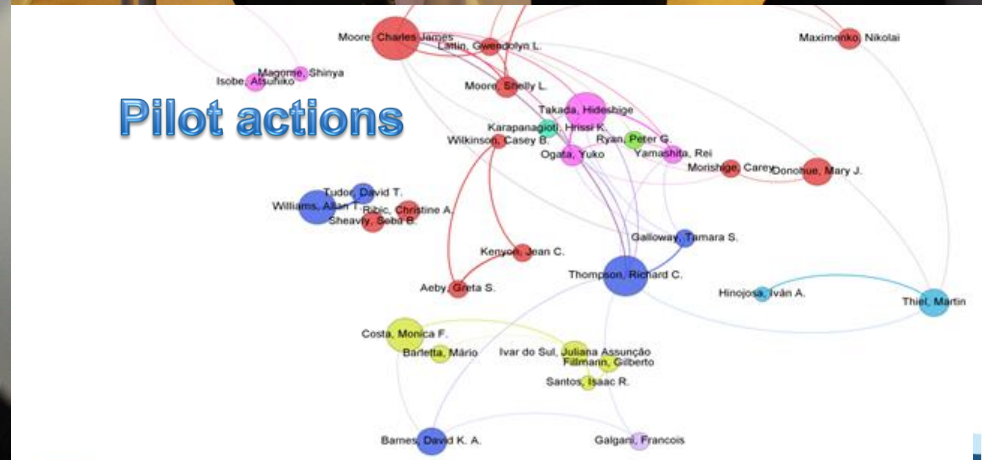 Moore, Charles James
Lattin, Gwendolyn L.
Maximenko, Nikolai
Magome, Shinya
Isobe, Atsuhiko
Moore, Shelly L.
Pilot actions
Takada, Hideshige
Karapanagioti, Hrissi K.
Wilkinson, Casey B.
Ryan, Peter G.
Ogata, Yuko
Yamashita, Rei
Morishige, Carey
Donohue, Mary J.
Tudor, David T.
Williams, Allan T.
Ribic, Christine A.
Sheavly, Seba B.
Galloway, Tamara S.
Kenyon, Jean C.
Thompson, Richard C.
Aeby, Greta S.
Hinojosa, Iván A.
Thiel, Martin
Costa, Monica F.
Barletta, Mário
Ivar do Sul, Juliana Assunção
Fillmann, Gilberto
Santos, Isaac R.
Barnes, David K. A.
Galgani, Francois